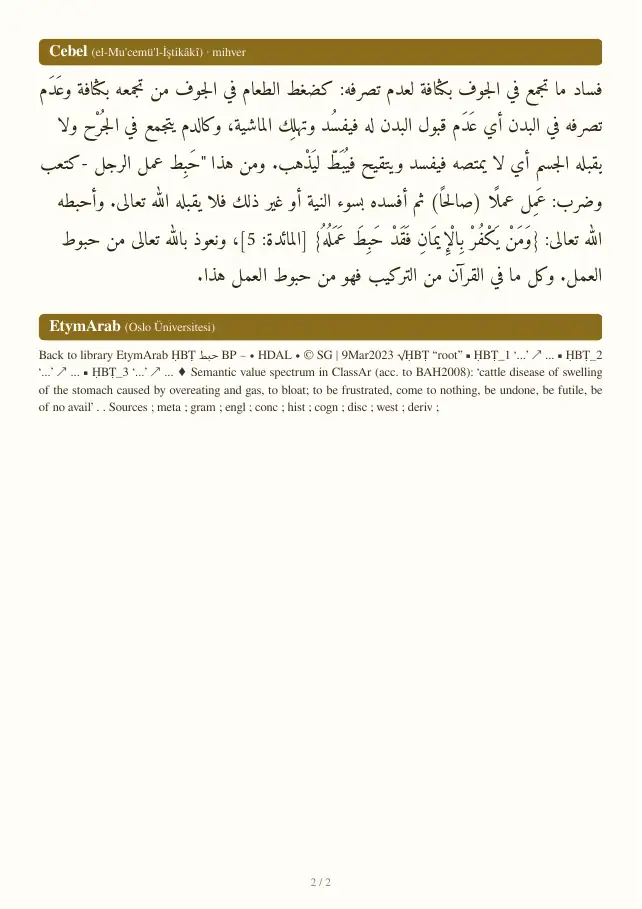 Cebel (el-Mu'cemü'l-İştikâkî) · mihver
فساد ما تجمع في الجوف بكثافة لعدم تصرفه: كضغط الطعام في الجوف من تجمعه بكثافة وعَدَم
تصرفه في البدن أي عَدَم قبول البدن له فيفسُد وتهلِك الماشية، وكالدم يتجمع في الجُرْح ولا
يقبله الجسم أي لا يمتصه فيفسد ويتقيح فيُبَطّ ليَذْهب. ومن هذا "حَبِط عمل الرجل -كتعب
وضرب: عَمِل عملًا (صالحًا) ثم أفسده بسوء النية أو غير ذلك فلا يقبله الله تعالى. وأحبطه
الله تعالى: {وَمَنْ يَكْفُرْ بِالْإِيمَانِ فَقَدْ حَبِطَ عَمَلُهُ} [المائدة: 5]، ونعوذ بالله تعالى من حبوط
العمل. وكل ما في القرآن من التركيب فهو من حبوط العمل هذا.
EtymArab (Oslo Üniversitesi)
Back to library EtymArab ḤBṬ حبط BP – • HDAL • © SG | 9Mar2023 √ḤBṬ “root” ▪ ḤBṬ_1 ‘...’ ↗ ... ▪ ḤBṬ_2
‘...’ ↗ ... ▪ ḤBṬ_3 ‘...’ ↗ ... ♦ Semantic value spectrum in ClassAr (acc. to BAH2008): ‘cattle disease of swelling
of the stomach caused by overeating and gas, to bloat; to be frustrated, come to nothing, be undone, be futile, be
of no avail’ . . Sources ; meta ; gram ; engl ; conc ; hist ; cogn ; disc ; west ; deriv ;
2 / 2